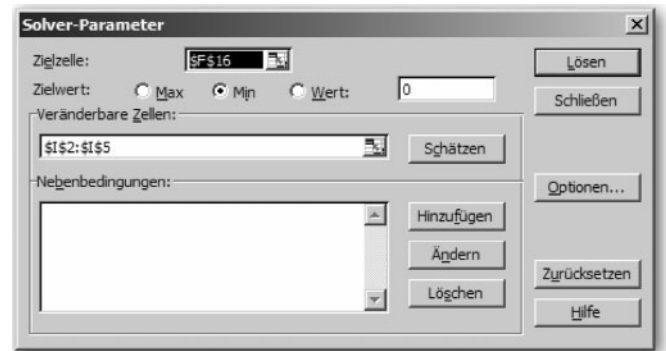 Solver-Parameter
Zielzelle: $F$16
Lösen
Zielwert: Max Min Wert: 0
Schließen
Veränderbare Zellen:
$I$2:$I$5
Schätzen
Nebenbedingungen:
Optionen...
Hinzufügen
Ändern
Zurücksetzen
Löschen
Hilfe